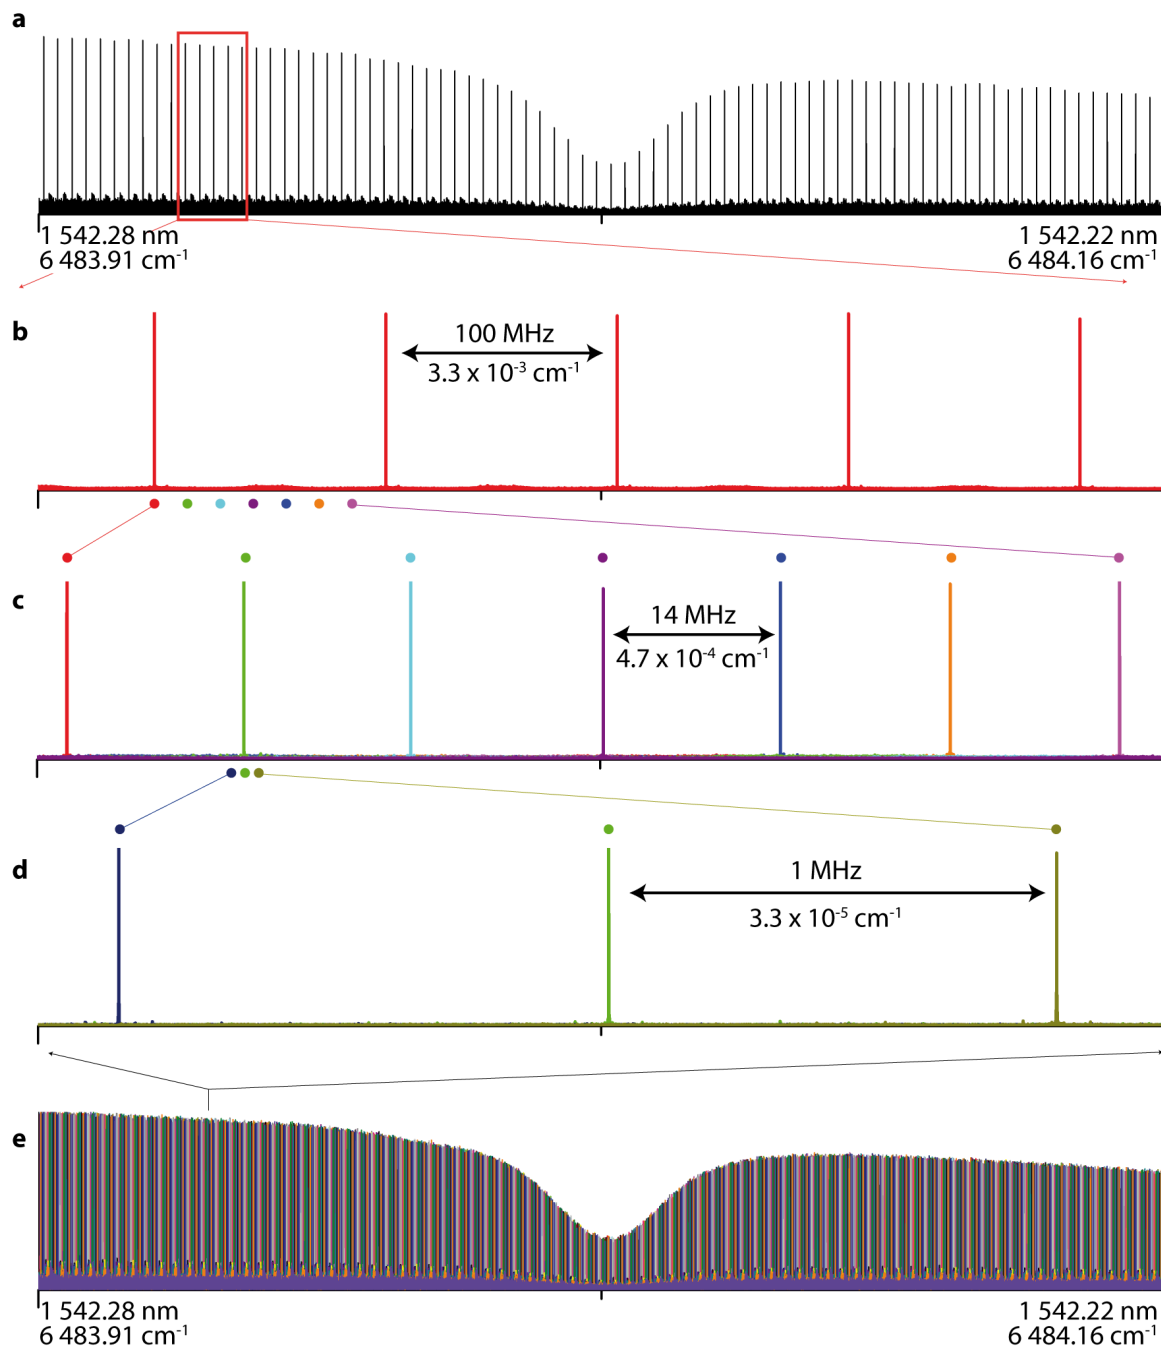 a
1 542.28 nm
6 483.91 cm⁻¹
1 542.22 nm
6 484.16 cm⁻¹
b
100 MHz
3.3 x 10⁻³ cm⁻¹
c
14 MHz
4.7 x 10⁻⁴ cm⁻¹
d
1 MHz
3.3 x 10⁻⁵ cm⁻¹
e
1 542.28 nm
6 483.91 cm⁻¹
1 542.22 nm
6 484.16 cm⁻¹